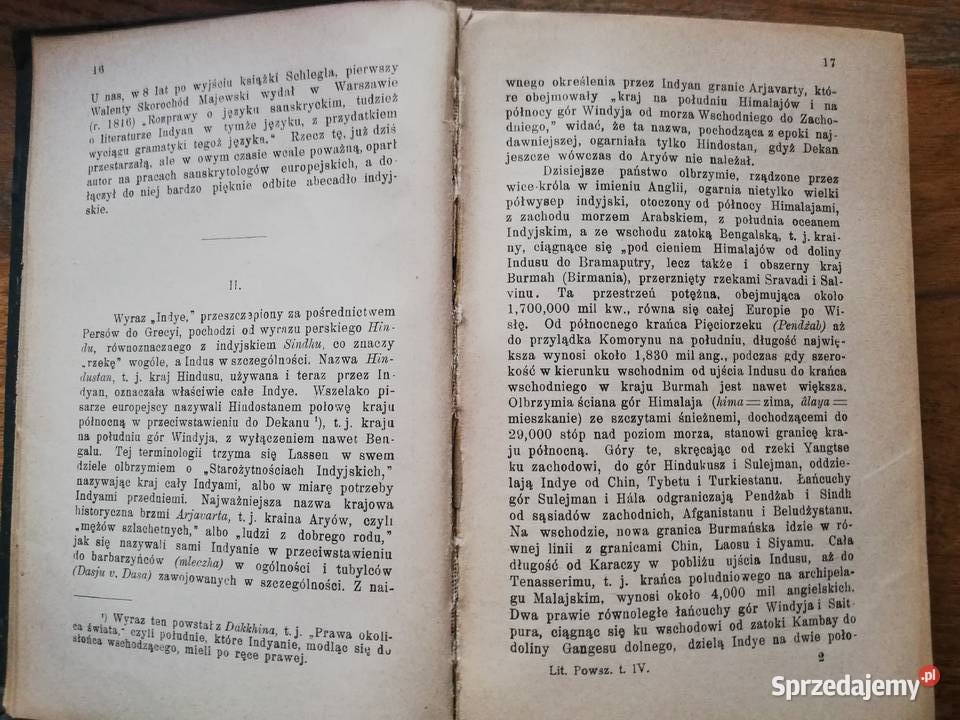 16
U nas, w 8 lat po wyjściu książki Schlegla, pierwszy
Walenty Skorochód Majewski wydał w Warszawie
(r. 1816) „Rozprawy o języku sanskryckim, tudzież
o literaturze Indyan w tymże języku, z przydatkiem
wyciągu gramatyki tegoż języka.” Rzecz tę, już dziś
przestarzałą, ale w owym czasie wcale poważną, oparł
autor na pracach sanskrytologów europejskich, a do-
łączył do niej bardzo pięknie odbite abecadło indyj-
skie.
II.
Wyraz „Indye,” przeszczepiony za pośrednictwem
Persów do Grecyi, pochodzi od wyrazu perskiego Hin-
du, równoznacznego z indyjskiem Sindhu, co znaczy
„rzekę” wogóle, a Indus w szczególności. Nazwa Hin-
dustan, t. j. kraj Hindusu, używana i teraz przez In-
dyan, oznaczała właściwie całe Indye. Wszelako pi-
sarze europejscy nazywali Hindostanem połowę kraju
północną w przeciwstawieniu do Dekanu ¹), t. j. kraju
na południu gór Windyja, z wyłączeniem nawet Ben-
galu. Tej terminologii trzyma się Lassen w swem
dziele olbrzymiem o „Starożytnościach Indyjskich,”
nazywając kraj cały Indyami, albo w miarę potrzeby
Indyami przedniemi. Najważniejsza nazwa krajowa
historyczna brzmi Arjavarta, t. j. kraina Aryów, czyli
„mężów szlachetnych,” albo „ludzi z dobrego rodu,”
jak się nazywali sami Indyanie w przeciwstawieniu
do barbarzyńców (mleczha) w ogólności i tubylców
(Dasju v. Dasa) zawojowanych w szczególności. Z nai-
¹) Wyraz ten powstał z Dakkhina, t. j. „Prawa okoli-
ca świata,” czyli południe, które Indyanie, modląc się du
słońca wschodzącego, mieli po ręce prawej.
17
wnego określenia przez Indyan granic Arjavarty, któ-
re obejmowały „kraj na południu Himalajów i na
północy gór Windyja od morza Wschodniego do Zacho-
dniego,” widać, że ta nazwa, pochodząca z epoki naj-
dawniejszej, ogarniała tylko Hindostan, gdyż Dekan
jeszcze wówczas do Aryów nie należał.
Dzisiejsze państwo olbrzymie, rządzone przez
wice-króla w imieniu Anglii, ogarnia nietylko wielki
półwysep indyjski, otoczony od północy Himalajami,
z zachodu morzem Arabskiem, z południa oceanem
Indyjskim, a ze wschodu zatoką Bengalską, t. j. krai-
ny, ciągnące się „pod cieniem Himalajów od doliny
Indusu do Bramaputry, lecz także i obszerny kraj
Burmah (Birmania), przerznięty rzekami Sravadi i Sal-
vinu. Ta przestrzeń potężna, obejmująca około
1,700,000 mil kw., równa się całej Europie po Wi-
słę. Od północnego krańca Pięciorzeku (Pendżab) aż
do przylądka Komorynu na południu, długość najwięk-
sza wynosi około 1,830 mil ang., podczas gdy szero-
kość w kierunku wschodnim od ujścia Indusu do krańca
wschodniego w kraju Burmah jest nawet większa.
Olbrzymia ściana gór Himalaja (hima = zima, âlaya =
mieszkanie) ze szczytami śnieżnemi, dochodzącemi do
29,000 stóp nad poziom morza, stanowi granicę kra-
ju północną. Góry te, skręcając od rzeki Yangtse
ku zachodowi, do gór Hindukusz i Sulejman, oddzie-
lają Indye od Chin, Tybetu i Turkiestanu. Łańcuchy
gór Sulejman i Hála odgraniczają Pendżab i Sindh
od sąsiadów zachodnich, Afganistanu i Beludżystanu.
Na wschodzie, nowa granica Burmańska idzie w ró-
wnej linii z granicami Chin, Laosu i Siyamu. Cała
długość od Karaczy w pobliżu ujścia Indusu, aż do
Tenasserimu, t. j. krańca południowego na archipela-
gu Malajskim, wynosi około 4,000 mil angielskich.
Dwa prawie równoległe łańcuchy gór Windyja i Sait-
pura, ciągnąc się ku wschodowi od zatoki Kambay do
doliny Gangesu dolnego, dzielą Indye na dwie poło-
Lit. Powsz. t. IV.
2
Sprzedajemy.pl